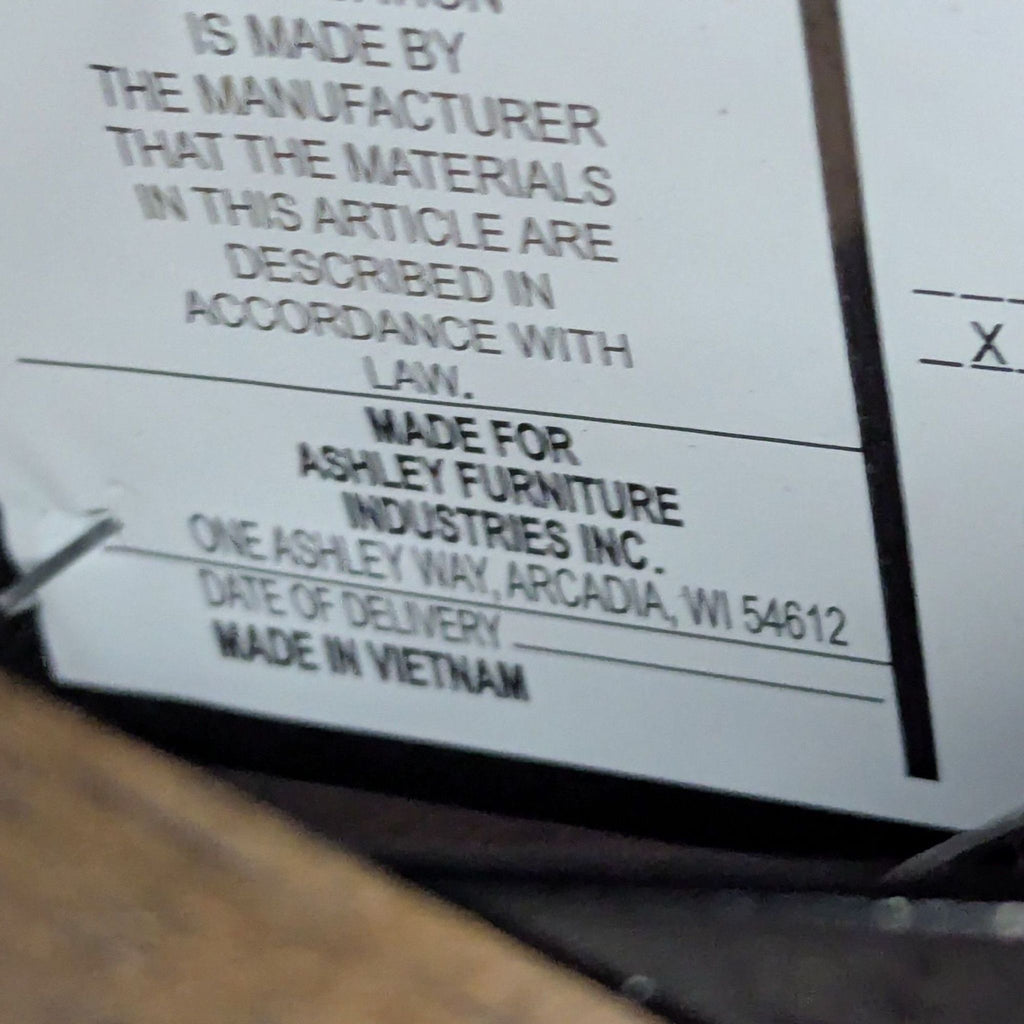 IS MADE BY
THE MANUFACTURER
THAT THE MATERIALS
IN THIS ARTICLE ARE
DESCRIBED IN
ACCORDANCE WITH
LAW.
MADE FOR
ASHLEY FURNITURE
INDUSTRIES INC.
ONE ASHLEY WAY, ARCADIA, WI 54612
DATE OF DELIVERY
MADE IN VIETNAM
X